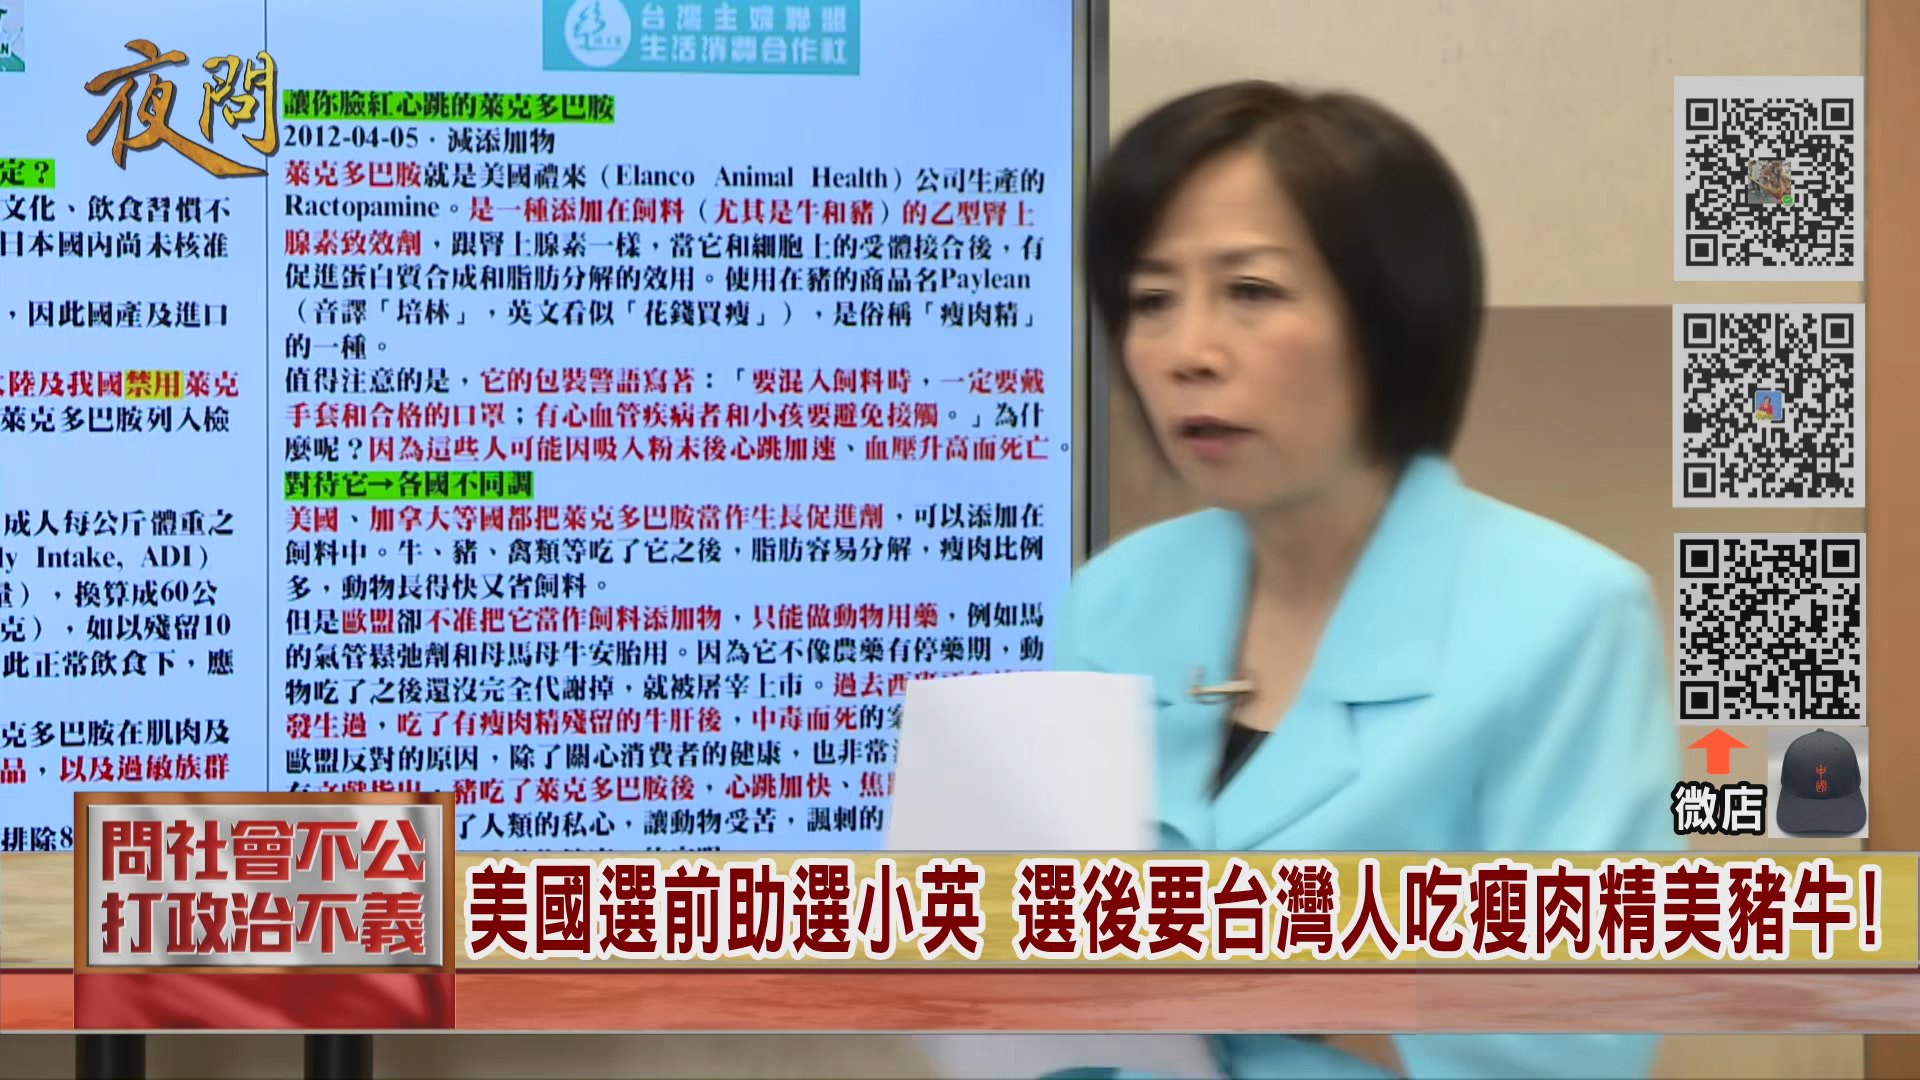 台灣主婦聯盟
生活消費合作社
夜問
定？
文化、飲食習慣不
日本國內尚未核准
，因此國產及進口
陸及我國禁用萊克
萊克多巴胺列入檢
成人每公斤體重之
Intake, ADI）
），換算成60公
克），如以殘留10
此正常飲食下，應
克多巴胺在肌肉及
品，以及過敏族群
排除8
讓你臉紅心跳的萊克多巴胺
2012-04-05．減添加物
萊克多巴胺就是美國禮來（Elanco Animal Health）公司生產的
Ractopamine。是一種添加在飼料（尤其是牛和豬）的乙型腎上
腺素致效劑，跟腎上腺素一樣，當它和細胞上的受體接合後，有
促進蛋白質合成和脂肪分解的效用。使用在豬的商品名Paylean
（音譯「培林」，英文看似「花錢買瘦」），是俗稱「瘦肉精」
的一種。
值得注意的是，它的包裝警語寫著：「要混入飼料時，一定要戴
手套和合格的口罩；有心血管疾病者和小孩要避免接觸。」為什
麼呢？因為這些人可能因吸入粉末後心跳加速、血壓升高而死亡。
對待它→各國不同調
美國、加拿大等國都把萊克多巴胺當作生長促進劑，可以添加在
飼料中。牛、豬、禽類等吃了它之後，脂肪容易分解，瘦肉比例
多，動物長得快又省飼料。
但是歐盟卻不准把它當作飼料添加物，只能做動物用藥，例如馬
的氣管鬆弛劑和母馬母牛安胎用。因為它不像農藥有停藥期，動
物吃了之後還沒完全代謝掉，就被屠宰上市。過去西
發生過，吃了有瘦肉精殘留的牛肝後，中毒而死的案
歐盟反對的原因，除了關心消費者的健康，也非常
豬吃了萊克多巴胺後，心跳加快、焦
了人類的私心，讓動物受苦，諷刺的
微店
中國
問社會不公
打政治不義
美國選前助選小英 選後要台灣人吃瘦肉精美豬牛！